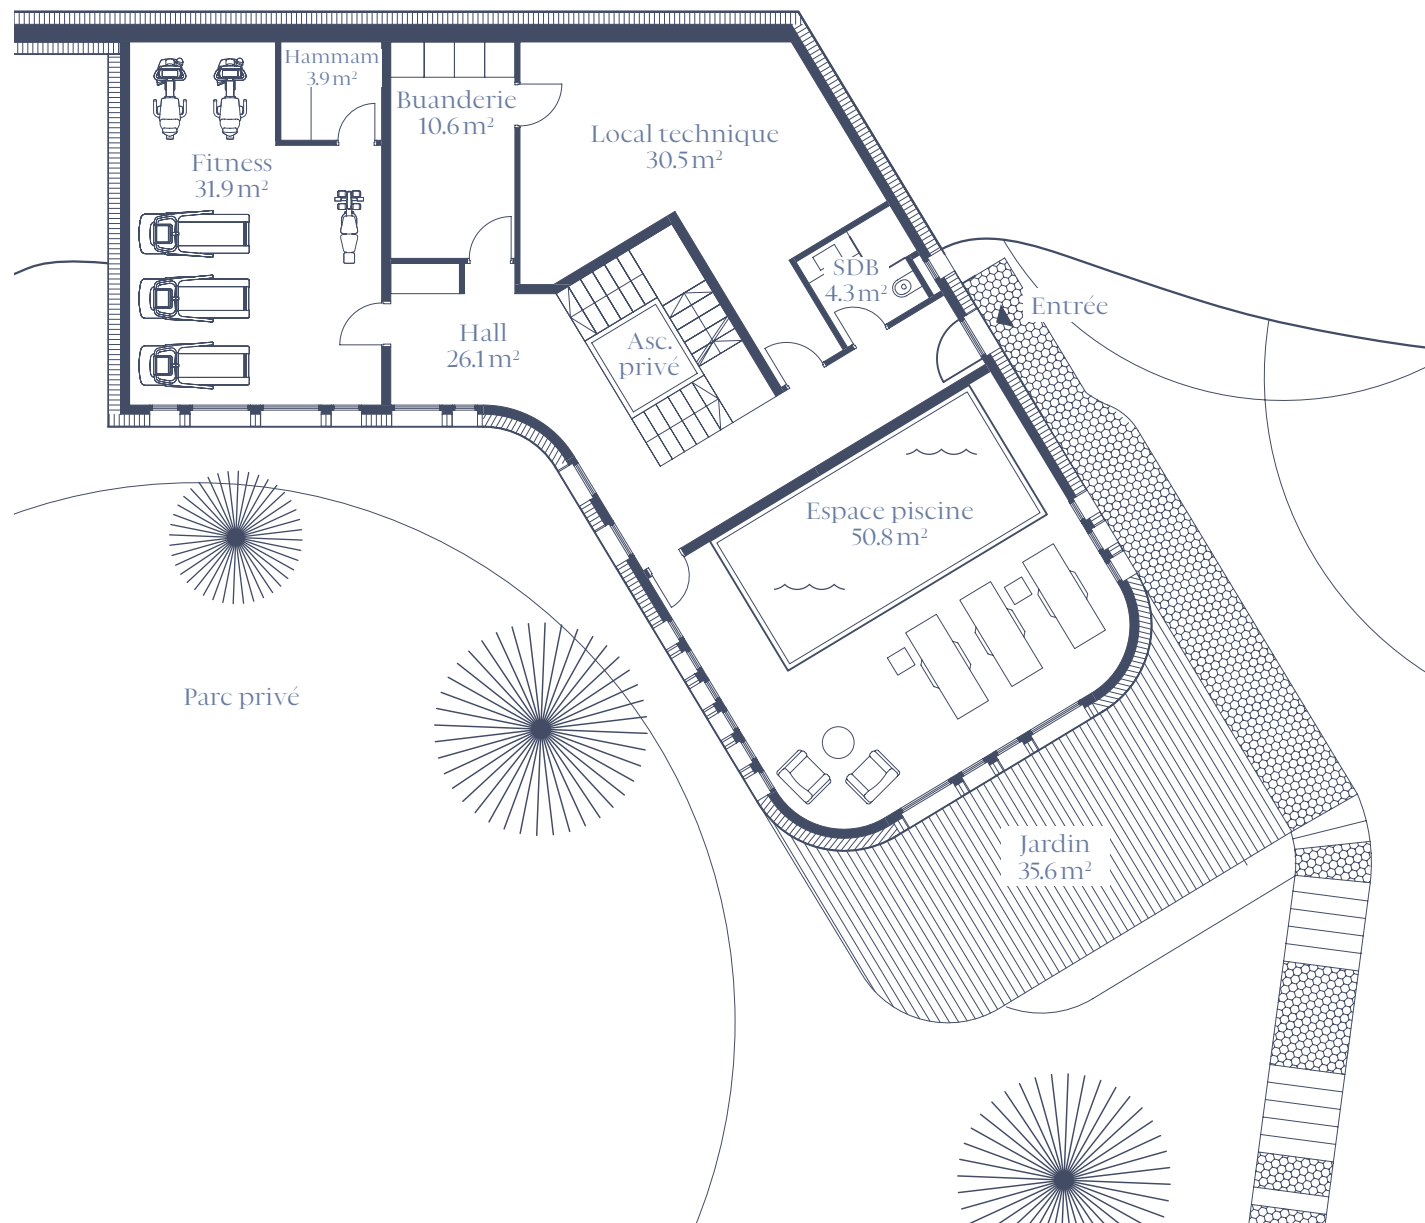 Hammam
3.9 m²
Buanderie
10.6 m²
Local technique
30.5 m²
Fitness
31.9 m²
SDB
4.3 m²
Entrée
Hall
26.1 m²
Asc.
privé
Espace piscine
50.8 m²
Parc privé
Jardin
35.6 m²